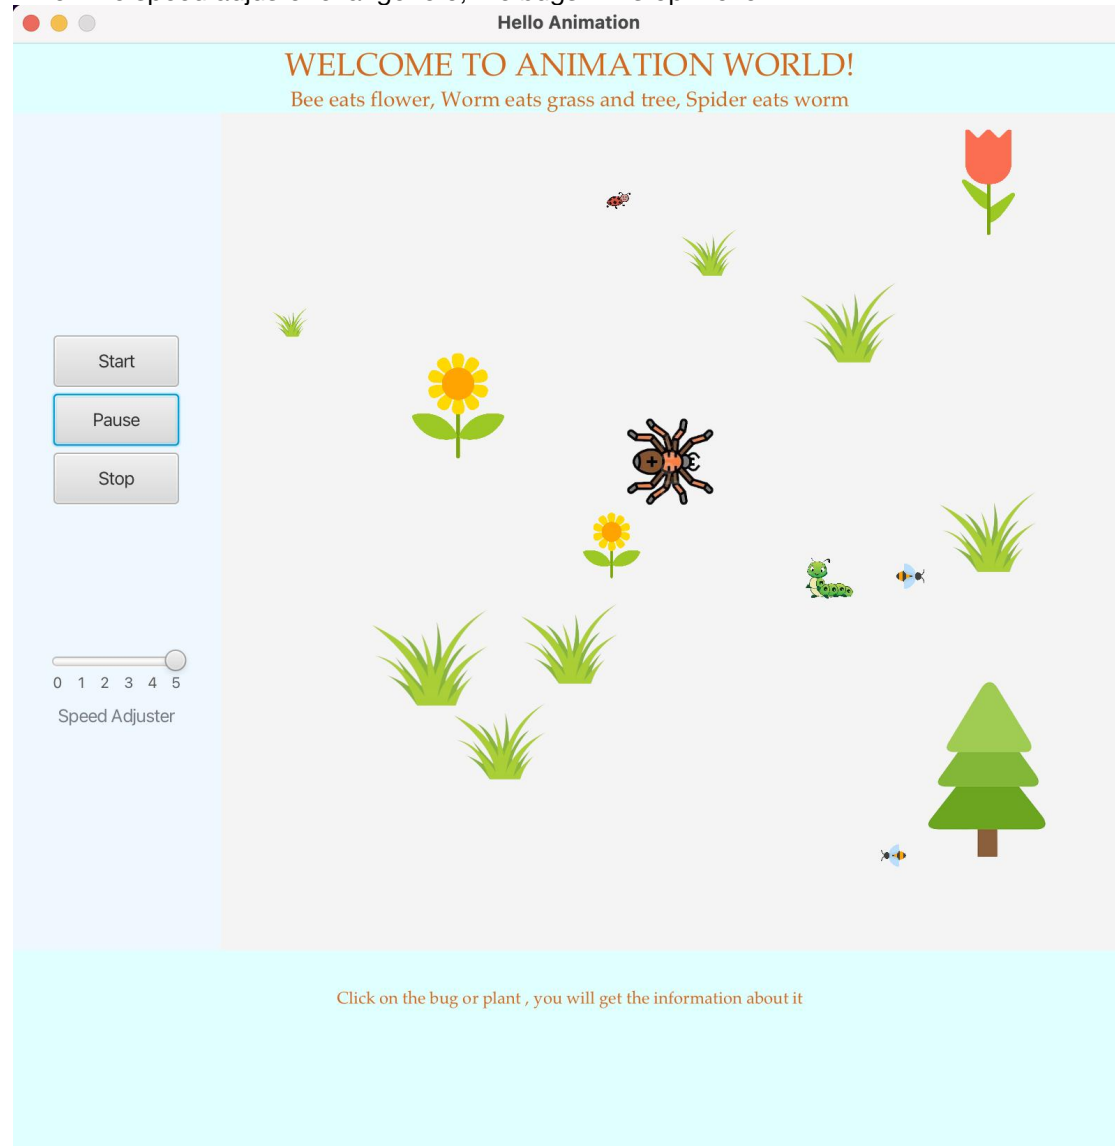 Hello Animation
WELCOME TO ANIMATION WORLD!
Bee eats flower, Worm eats grass and tree, Spider eats worm
Start
Pause
Stop
0 1 2 3 4 5
Speed Adjuster
Click on the bug or plant , you will get the information about it